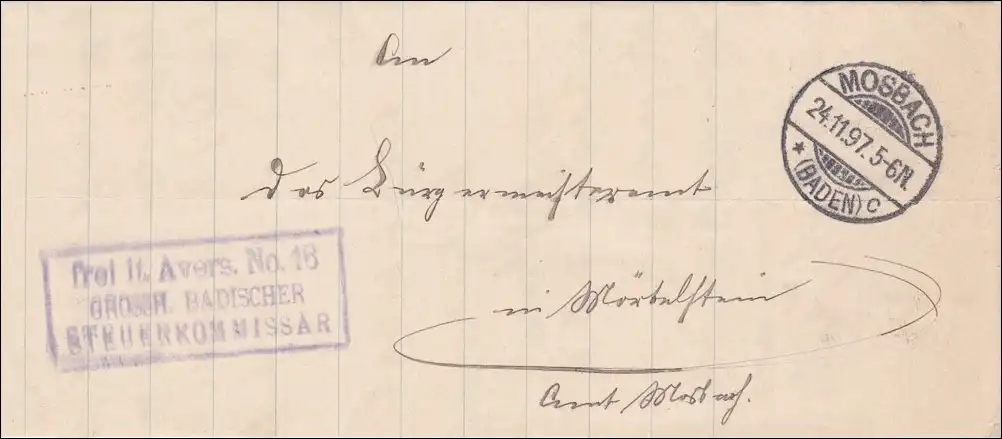 An
MOSBACH
24.11.97.5-6N.
* (BADEN) C
das Bürgermeisteramt
frei lt. Avers. No. 16
GROSSH. BADISCHER
STEUERKOMMISSÄR
in Mörtelstein
Amt Mosbach.